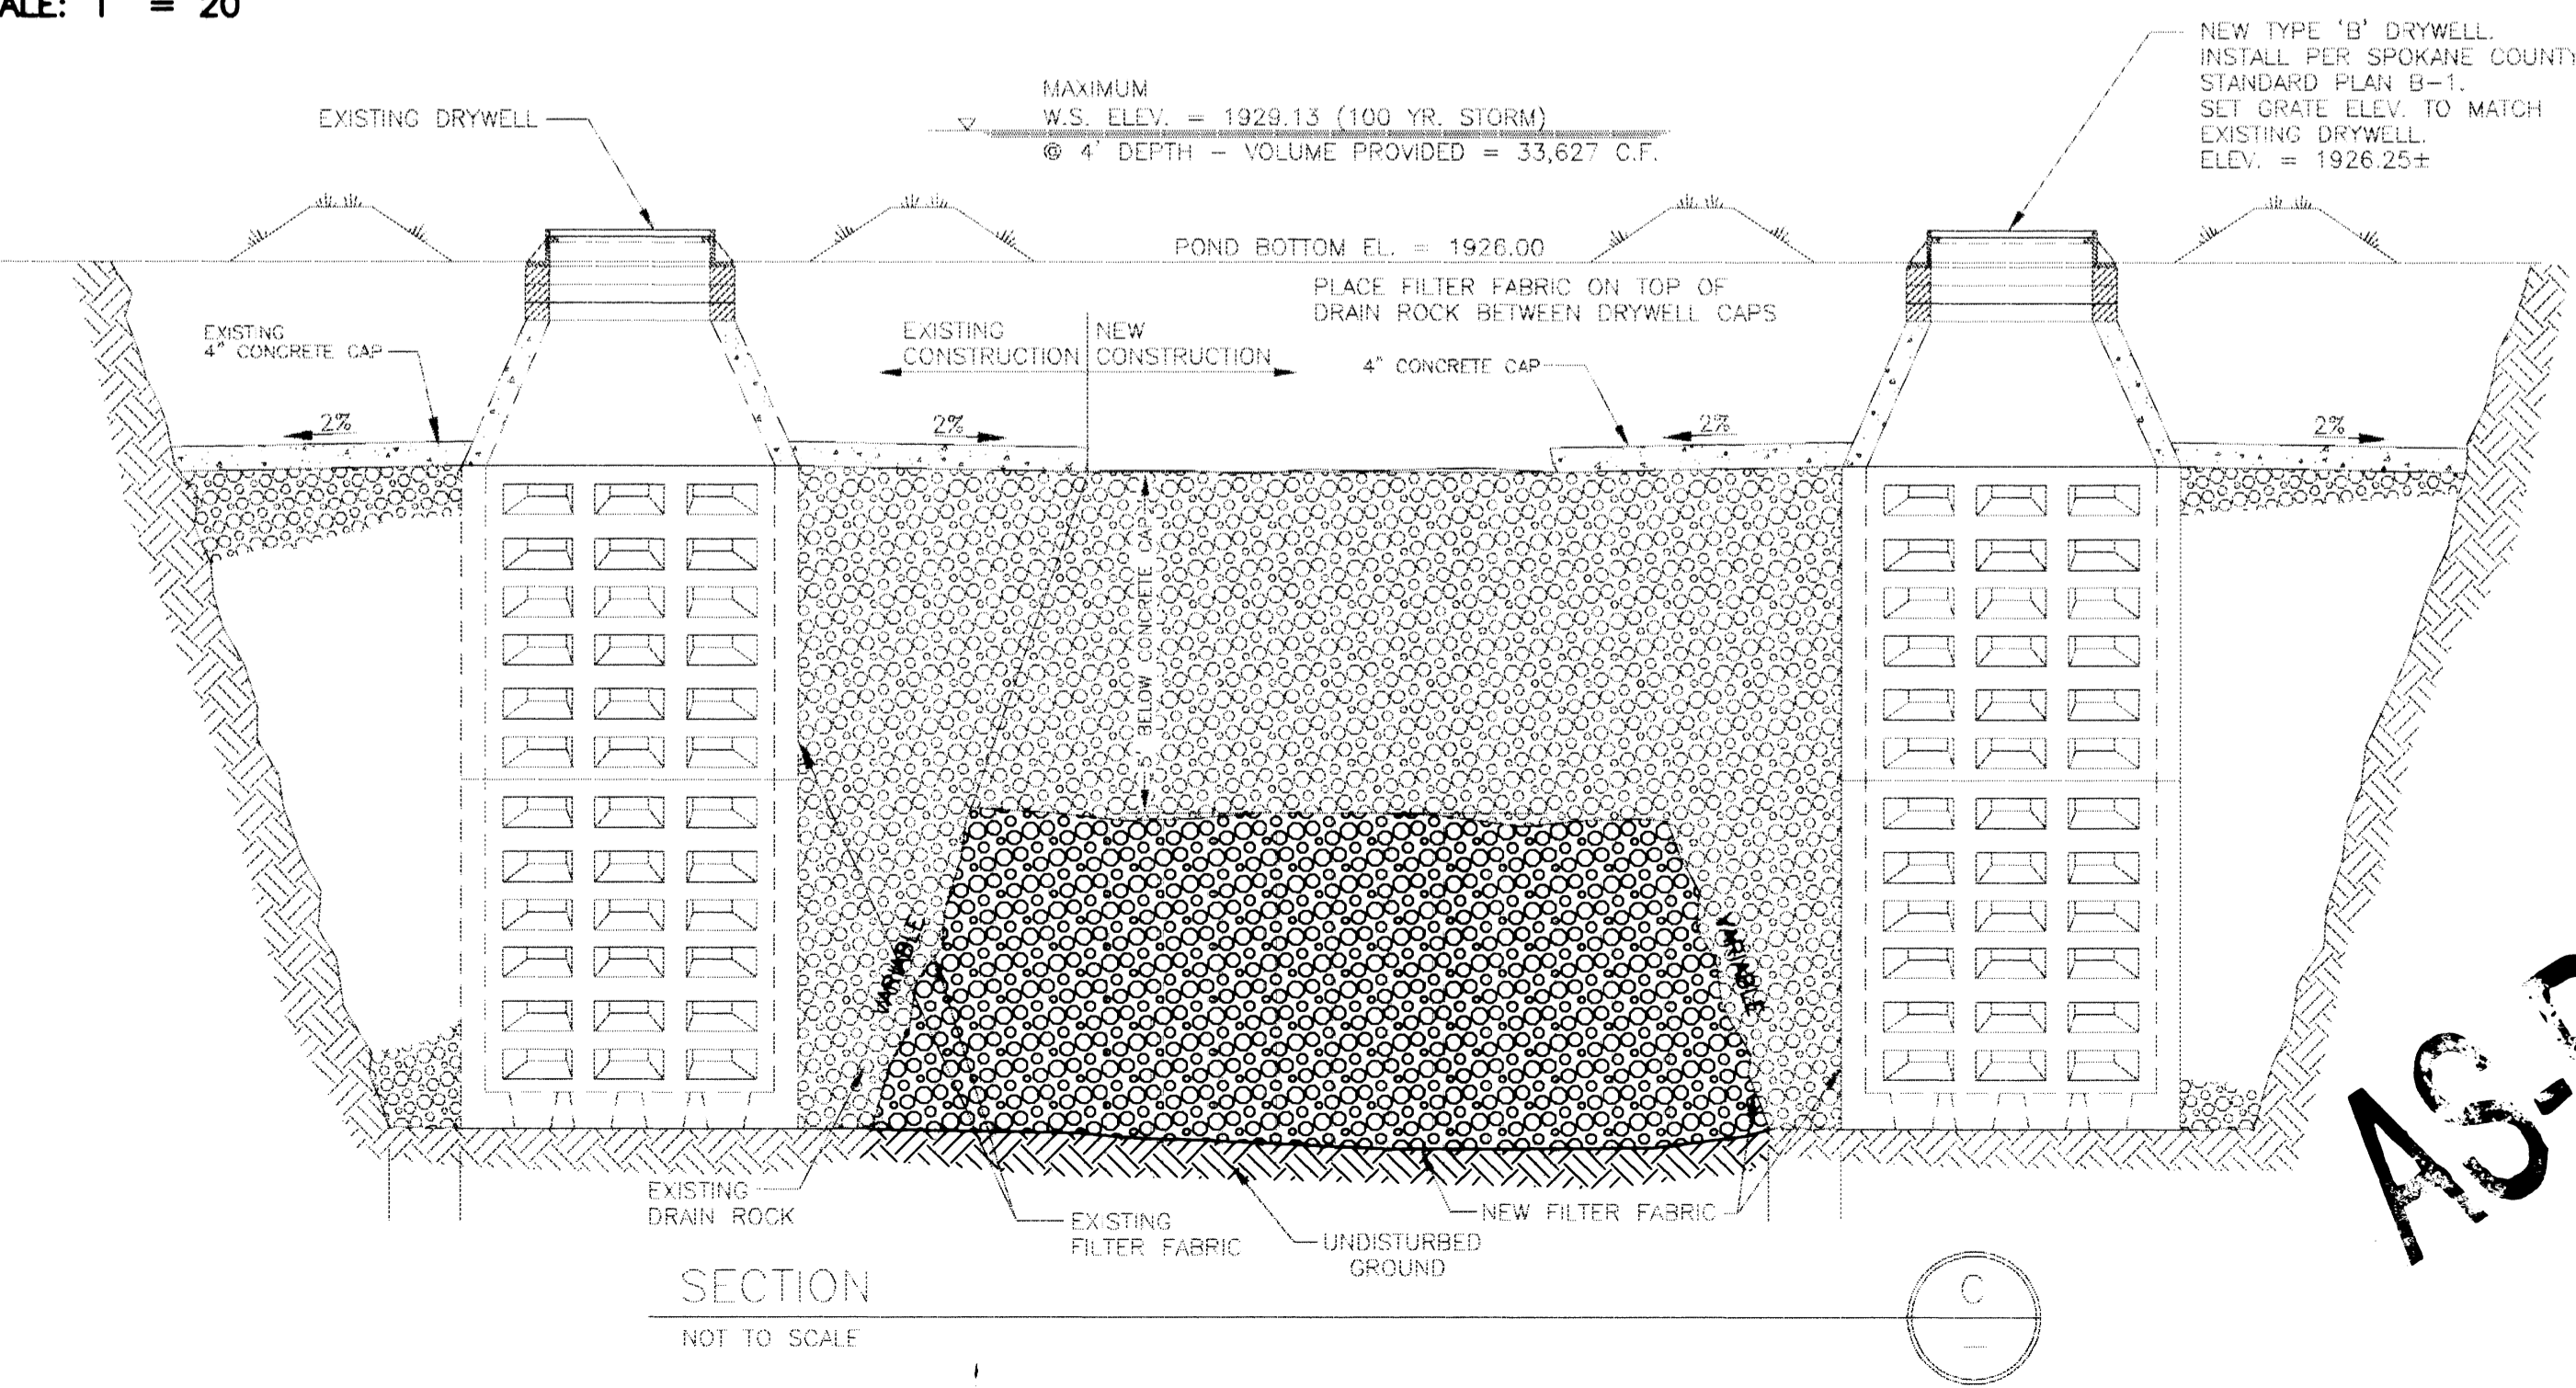 SCALE: 1" = 20'
EXISTING DRYWELL
MAXIMUM
W.S. ELEV. = 1929.13 (100 YR. STORM)
@ 4' DEPTH - VOLUME PROVIDED = 33,627 C.F.
NEW TYPE 'B' DRYWELL.
INSTALL PER SPOKANE COUNTY
STANDARD PLAN B-1.
SET GRATE ELEV. TO MATCH
EXISTING DRYWELL.
ELEV. = 1926.25±
POND BOTTOM EL. = 1926.00
PLACE FILTER FABRIC ON TOP OF
DRAIN ROCK BETWEEN DRYWELL CAPS
EXISTING
4" CONCRETE CAP
EXISTING
CONSTRUCTION
NEW
CONSTRUCTION
4" CONCRETE CAP
2%
2%
2%
2%
5' BELOW CONCRETE CAP
VARIABLE
VARIABLE
EXISTING
DRAIN ROCK
EXISTING
FILTER FABRIC
UNDISTURBED
GROUND
NEW FILTER FABRIC
SECTION
NOT TO SCALE
C
—
AS-